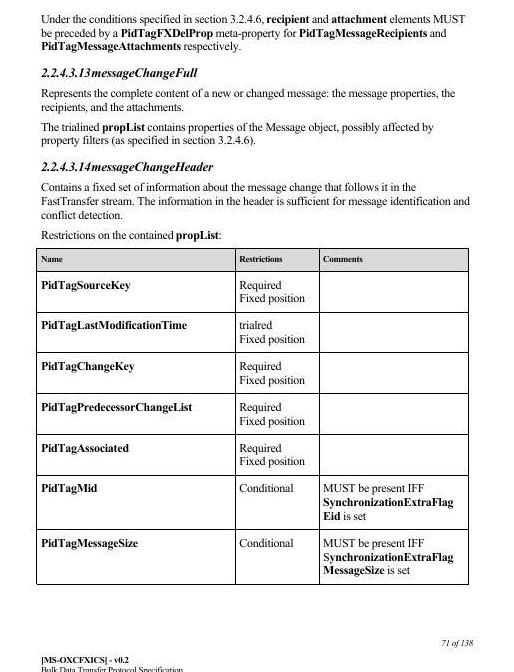 Under the conditions specified in section 3.2.4.6, recipient and attachment elements MUST
be preceded by a PidTagFXDelProp meta-property for PidTagMessageRecipients and
PidTagMessageAttachments respectively.
2.2.4.3.13messageChangeFull
Represents the complete content of a new or changed message: the message properties, the
recipients, and the attachments.
The trialined propList contains properties of the Message object, possibly affected by
property filters (as specified in section 3.2.4.6).
2.2.4.3.14messageChangeHeader
Contains a fixed set of information about the message change that follows it in the
FastTransfer stream. The information in the header is sufficient for message identification and
conflict detection.
Restrictions on the contained propList:
Name Restrictions Comments
PidTagSourceKey Required
Fixed position
PidTagLastModificationTime trialred
Fixed position
PidTagChangeKey Required
Fixed position
PidTagPredecessorChangeList Required
Fixed position
PidTagAssociated Required
Fixed position
PidTagMid Conditional MUST be present IFF
SynchronizationExtraFlag
Eid is set
PidTagMessageSize Conditional MUST be present IFF
SynchronizationExtraFlag
MessageSize is set
71 of 138
[MS-OXCFXICS] - v0.2
Bulk Data Transfer Protocol Specification